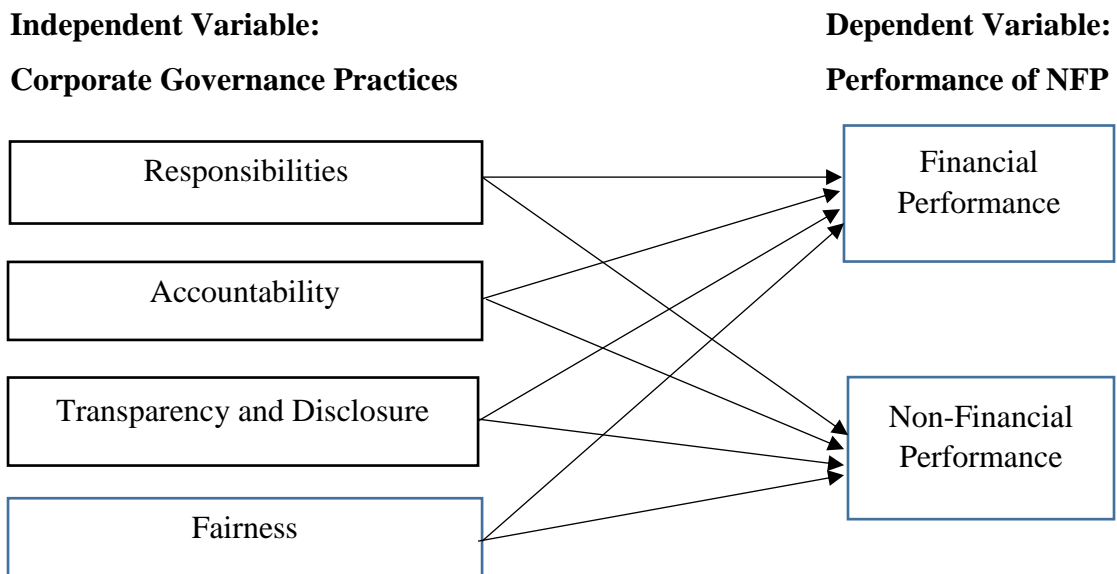 Independent Variable:
Corporate Governance Practices
Dependent Variable:
Performance of NFP
Responsibilities
Accountability
Transparency and Disclosure
Fairness
Financial
Performance
Non-Financial
Performance